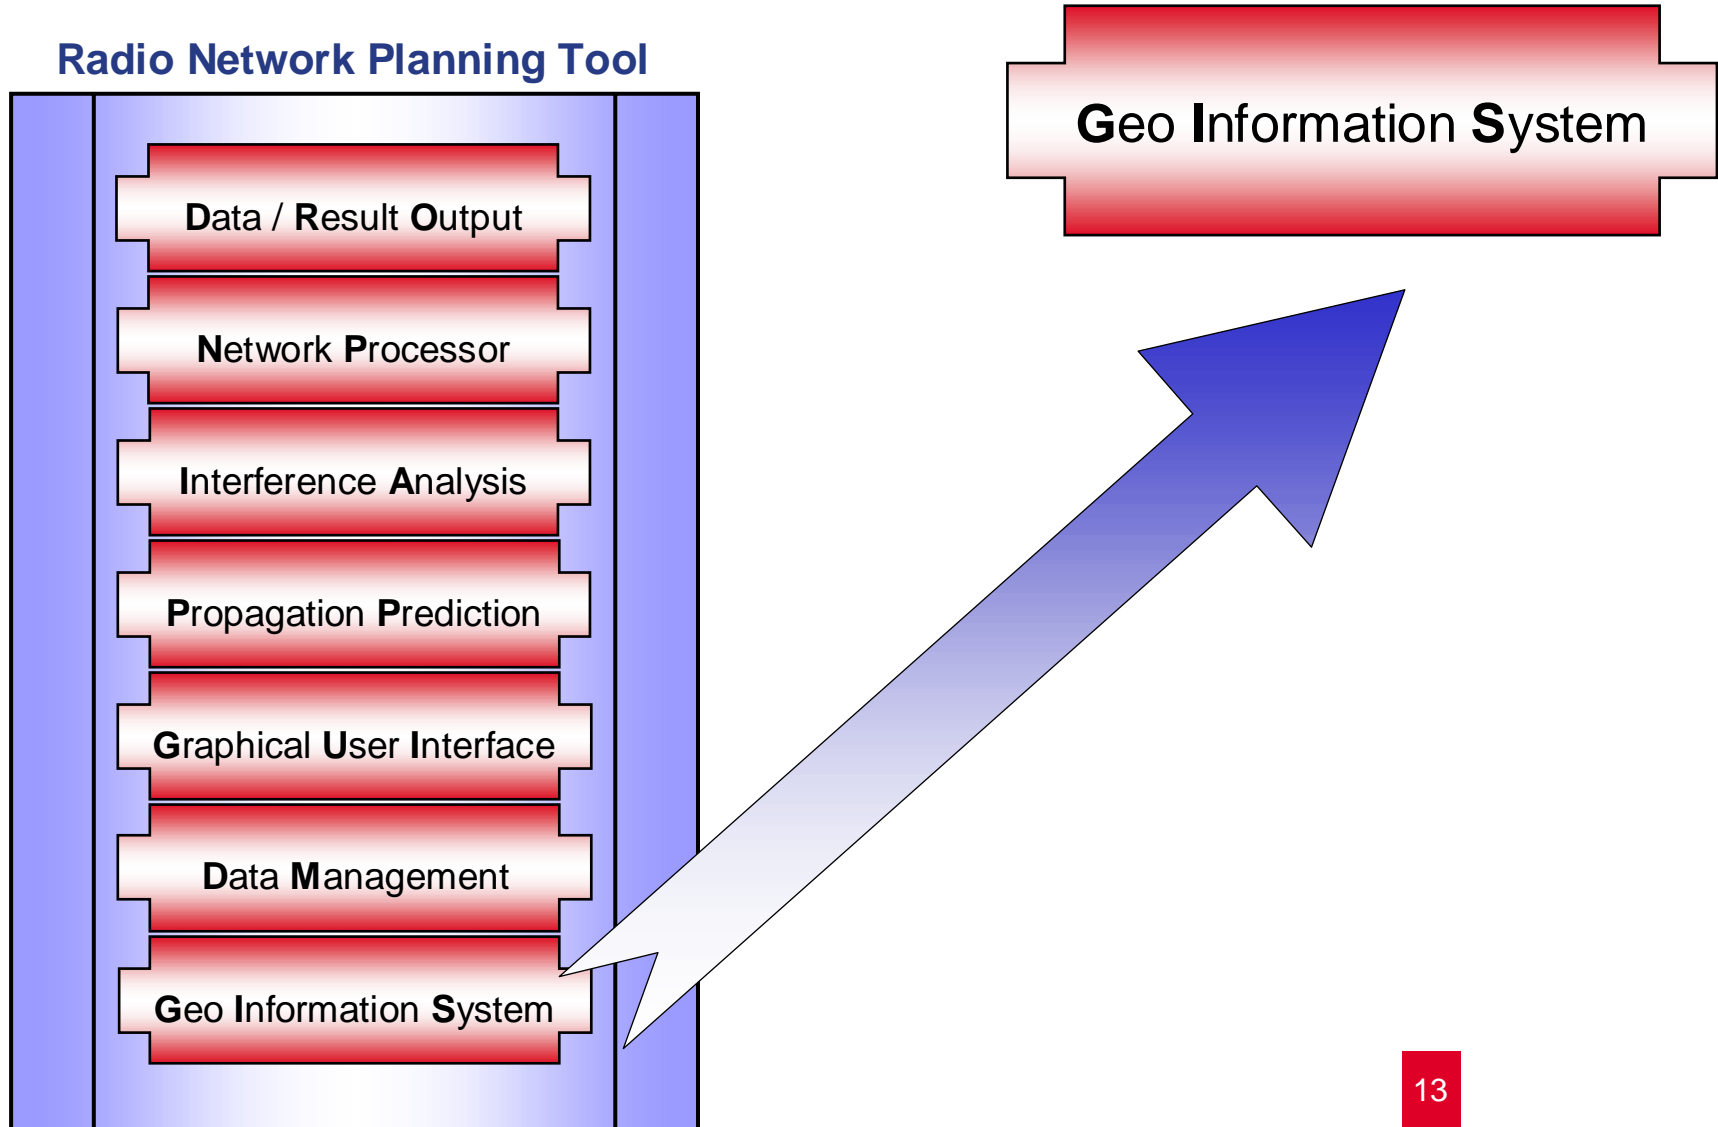 Radio Network Planning Tool
Data / Result Output
Network Processor
Interference Analysis
Propagation Prediction
Graphical User Interface
Data Management
Geo Information System
Geo Information System
13